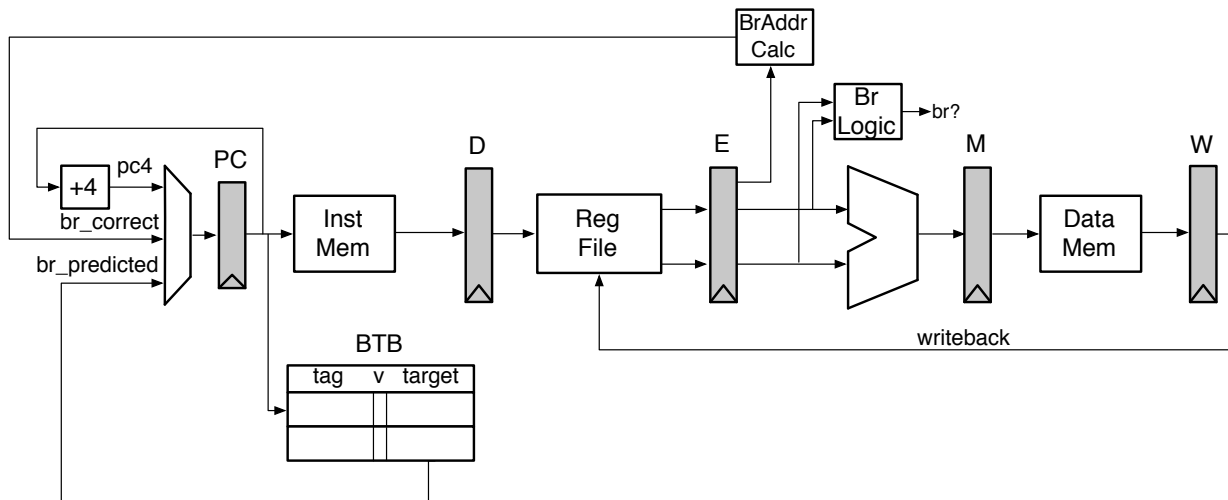 BrAddr
Calc
Br
Logic
br?
PC
D
E
M
W
+4
pc4
br_correct
br_predicted
Inst
Mem
Reg
File
Data
Mem
writeback
BTB
tag v target